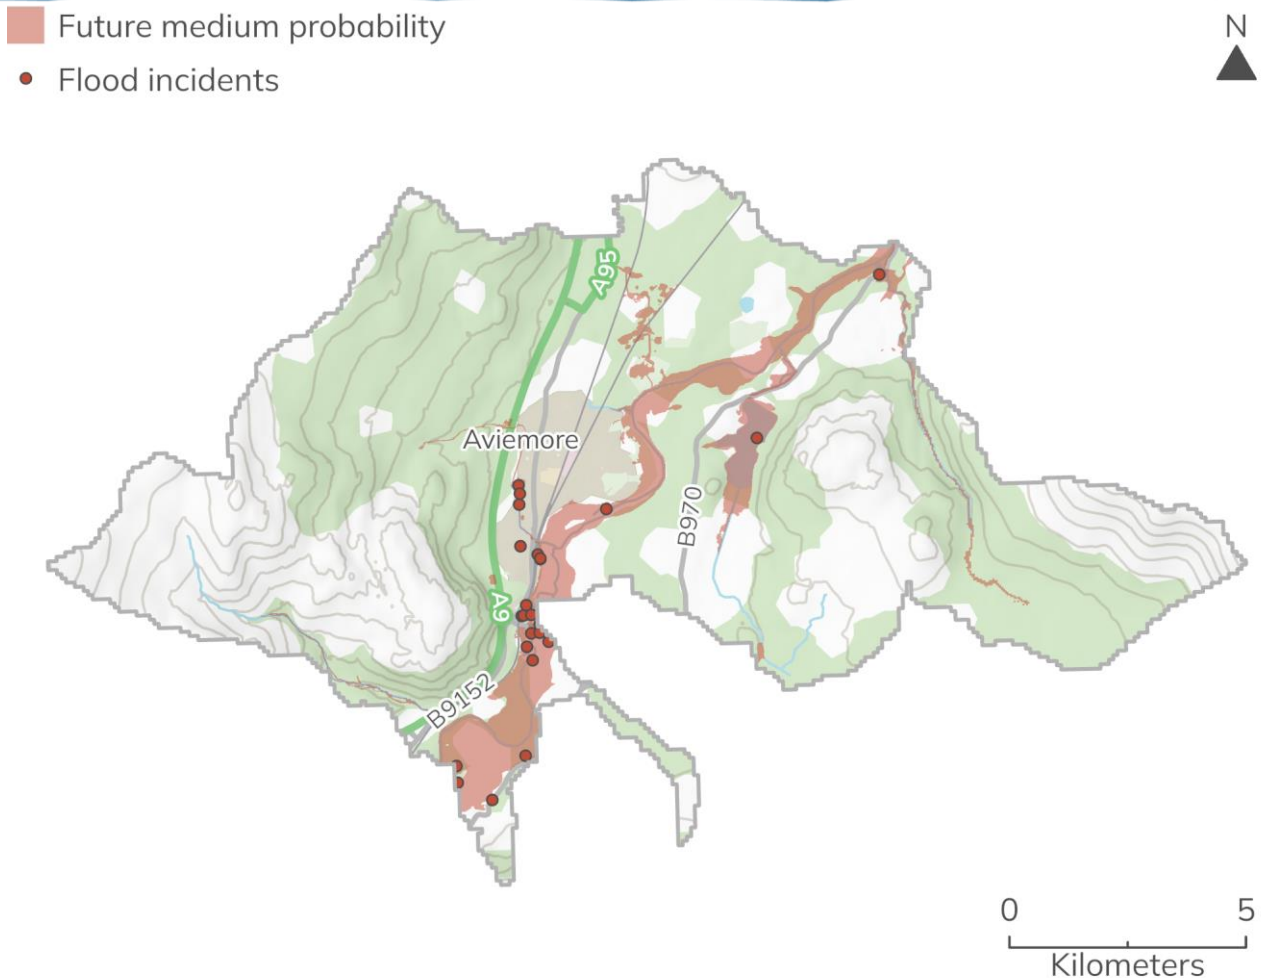 Future medium probability
Flood incidents
N
A95
Aviemore
B970
A9
B9152
0 5
Kilometers